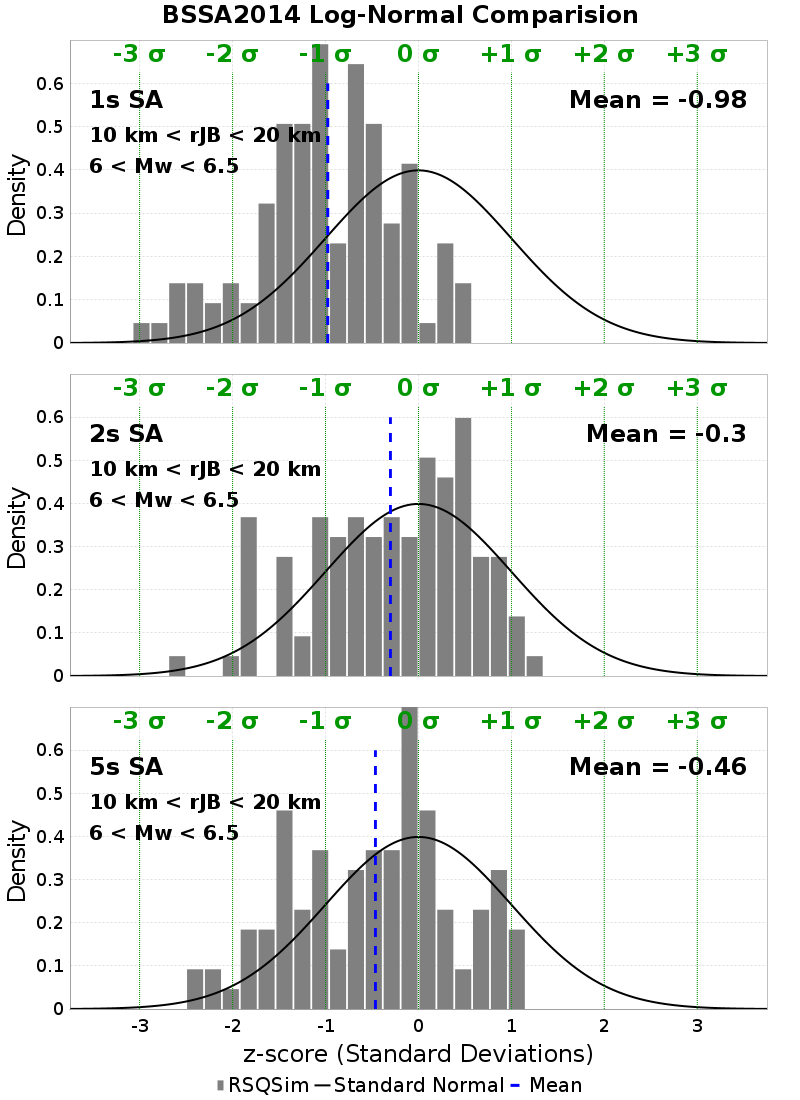 BSSA2014 Log-Normal Comparision
-3 σ -2 σ -1 σ 0 σ +1 σ +2 σ +3 σ
1s SA Mean = -0.98
10 km < rJB < 20 km
6 < Mw < 6.5
Density
0.6
0.5
0.4
0.3
0.2
0.1
0
-3 σ -2 σ -1 σ 0 σ +1 σ +2 σ +3 σ
2s SA Mean = -0.3
10 km < rJB < 20 km
6 < Mw < 6.5
Density
0.6
0.5
0.4
0.3
0.2
0.1
0
-3 σ -2 σ -1 σ 0 σ +1 σ +2 σ +3 σ
5s SA Mean = -0.46
10 km < rJB < 20 km
6 < Mw < 6.5
Density
0.6
0.5
0.4
0.3
0.2
0.1
0
-3 -2 -1 0 1 2 3
z-score (Standard Deviations)
RSQSim Standard Normal Mean